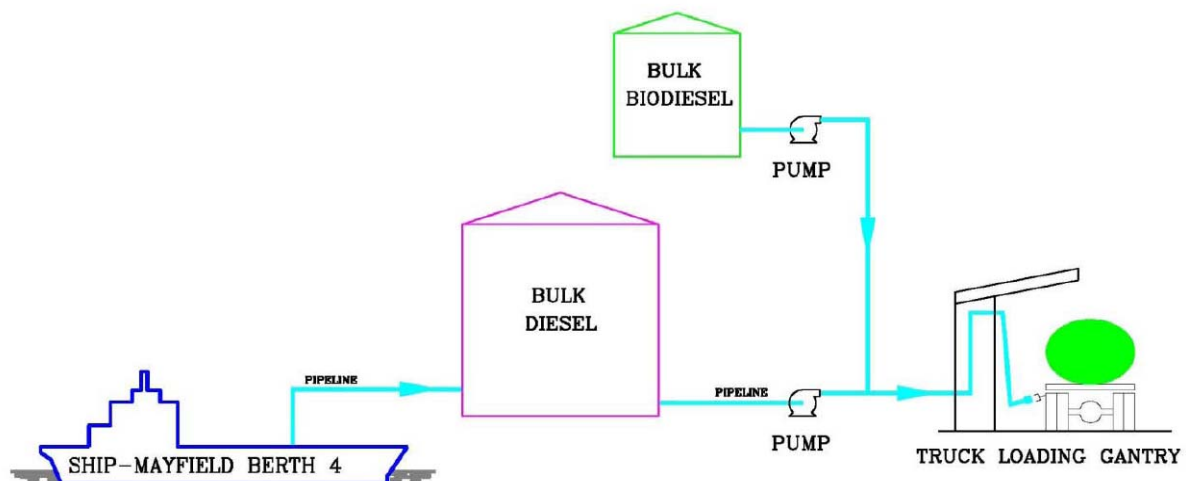 BULK
BIODIESEL
PUMP
BULK
DIESEL
PIPELINE
PIPELINE
PUMP
SHIP-MAYFIELD BERTH 4
TRUCK LOADING GANTRY